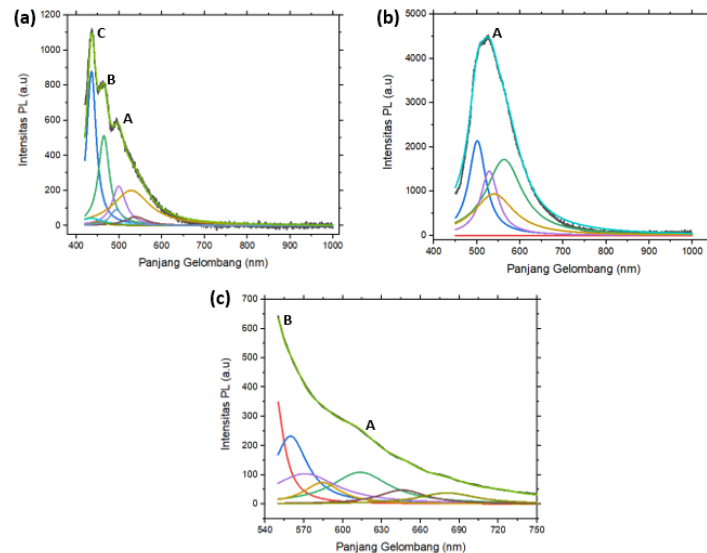 (a)
1200
1000
800
600
400
200
0
Intensitas PL (a.u)
C
B
A
400 500 600 700 800 900 1000
Panjang Gelombang (nm)
(b)
5000
4000
3000
2000
1000
0
Intensitas PL (a.u)
A
500 600 700 800 900 1000
Panjang Gelombang (nm)
(c)
700
600
500
400
300
200
100
0
Intensitas PL (a.u)
B
A
540 570 600 630 660 690 720 750
Panjang Gelombang (nm)